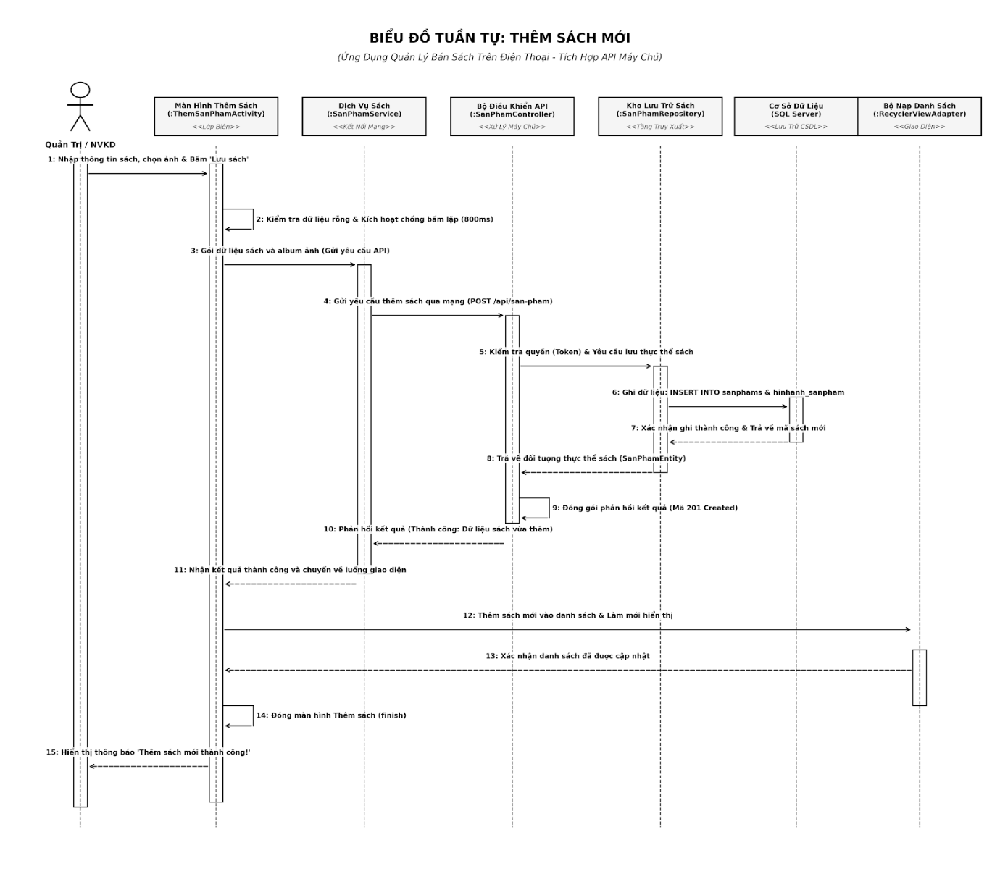 BIỂU ĐỒ TUẦN TỰ: THÊM SÁCH MỚI
(Ứng Dụng Quản Lý Bán Sách Trên Điện Thoại - Tích Hợp API Máy Chủ)
Quản Trị / NVKD
Màn Hình Thêm Sách
(:ThemSanPhamActivity)
<<Lớp Biên>>
Dịch Vụ Sách
(:SanPhamService)
<<Kết Nối Mạng>>
Bộ Điều Khiển API
(:SanPhamController)
<<Xử Lý Máy Chủ>>
Kho Lưu Trữ Sách
(:SanPhamRepository)
<<Tầng Truy Xuất>>
Cơ Sở Dữ Liệu
(SQL Server)
<<Lưu Trữ CSDL>>
Bộ Nạp Danh Sách
(:RecyclerViewAdapter)
<<Giao Diện>>
1: Nhập thông tin sách, chọn ảnh & Bấm 'Lưu sách'
2: Kiểm tra dữ liệu rỗng & Kích hoạt chống bấm lặp (800ms)
3: Gói dữ liệu sách và album ảnh (Gửi yêu cầu API)
4: Gửi yêu cầu thêm sách qua mạng (POST /api/san-pham)
5: Kiểm tra quyền (Token) & Yêu cầu lưu thực thể sách
6: Ghi dữ liệu: INSERT INTO sanphams & hinhanh_sanpham
7: Xác nhận ghi thành công & Trả về mã sách mới
8: Trả về đối tượng thực thể sách (SanPhamEntity)
9: Đóng gói phản hồi kết quả (Mã 201 Created)
10: Phản hồi kết quả (Thành công: Dữ liệu sách vừa thêm)
11: Nhận kết quả thành công và chuyển về luồng giao diện
12: Thêm sách mới vào danh sách & Làm mới hiển thị
13: Xác nhận danh sách đã được cập nhật
14: Đóng màn hình Thêm sách (finish)
15: Hiển thị thông báo 'Thêm sách mới thành công!'